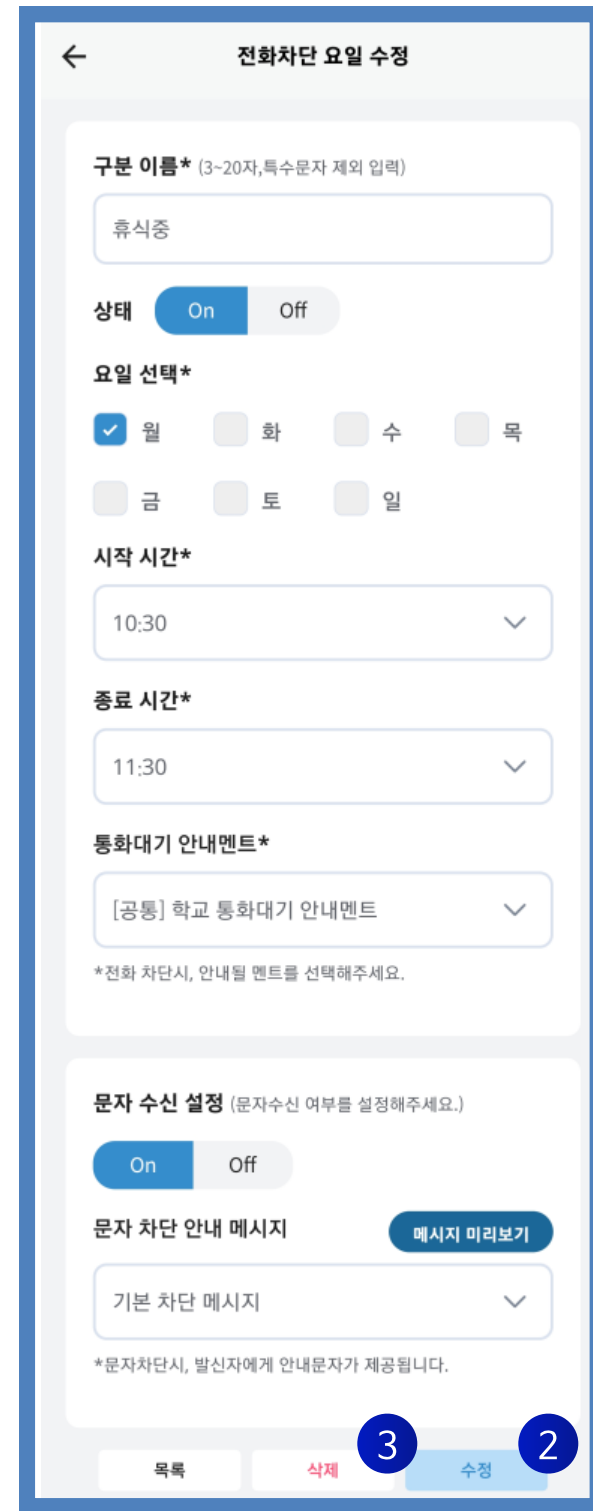 전화차단 요일 수정
구분 이름* (3~20자,특수문자 제외 입력)
휴식중
상태 On Off
요일 선택*
월 화 수 목
금 토 일
시작 시간*
10:30
종료 시간*
11:30
통화대기 안내멘트*
[공통] 학교 통화대기 안내멘트
*전화 차단시, 안내될 멘트를 선택해주세요.
문자 수신 설정 (문자수신 여부를 설정해주세요.)
On Off
문자 차단 안내 메시지 메시지 미리보기
기본 차단 메시지
*문자차단시, 발신자에게 안내문자가 제공됩니다.
목록 삭제 3 수정 2